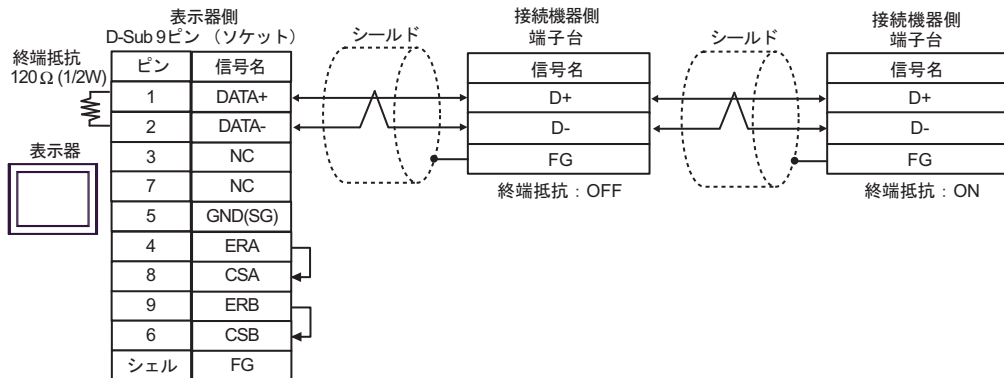 表示器側
D-Sub 9ピン （ソケット）
終端抵抗
120Ω (1/2W)
ピン 信号名
1 DATA+
2 DATA-
3 NC
7 NC
5 GND(SG)
4 ERA
8 CSA
9 ERB
6 CSB
シェル FG
表示器
シールド
接続機器側
端子台
信号名
D+
D-
FG
終端抵抗：OFF
シールド
接続機器側
端子台
信号名
D+
D-
FG
終端抵抗：ON